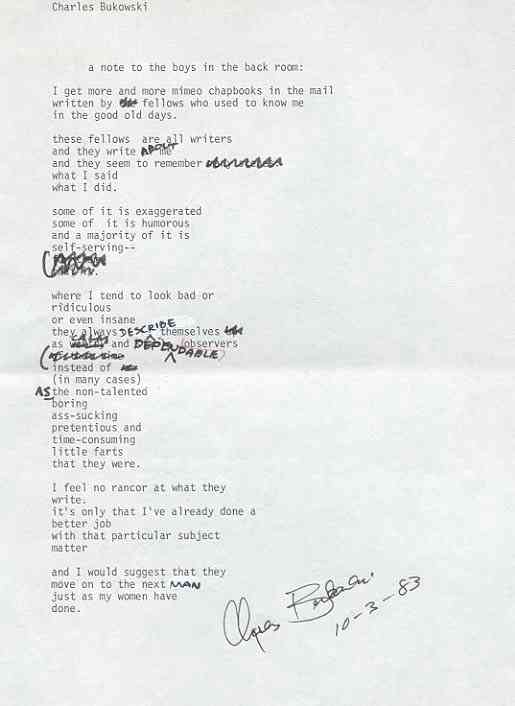 Charles Bukowski
a note to the boys in the back room:
I get more and more mimeo chapbooks in the mail
written by fellows who used to know me
in the good old days.
these fellows are all writers
and they write ABOUT me
and they seem to remember
what I said
what I did.
some of it is exaggerated
some of it is humorous
and a majority of it is
self-serving--
where I tend to look bad or
ridiculous
or even insane
they always DESCRIBE themselves
as and DEPENDABLE (observers)
instead of
(in many cases)
AS the non-talented
boring
ass-sucking
pretentious and
time-consuming
little farts
that they were.
I feel no rancor at what they
write.
it's only that I've already done a
better job
with that particular subject
matter
and I would suggest that they
move on to the next MAN
just as my women have
done.
Charles Bukowski
10-3-83